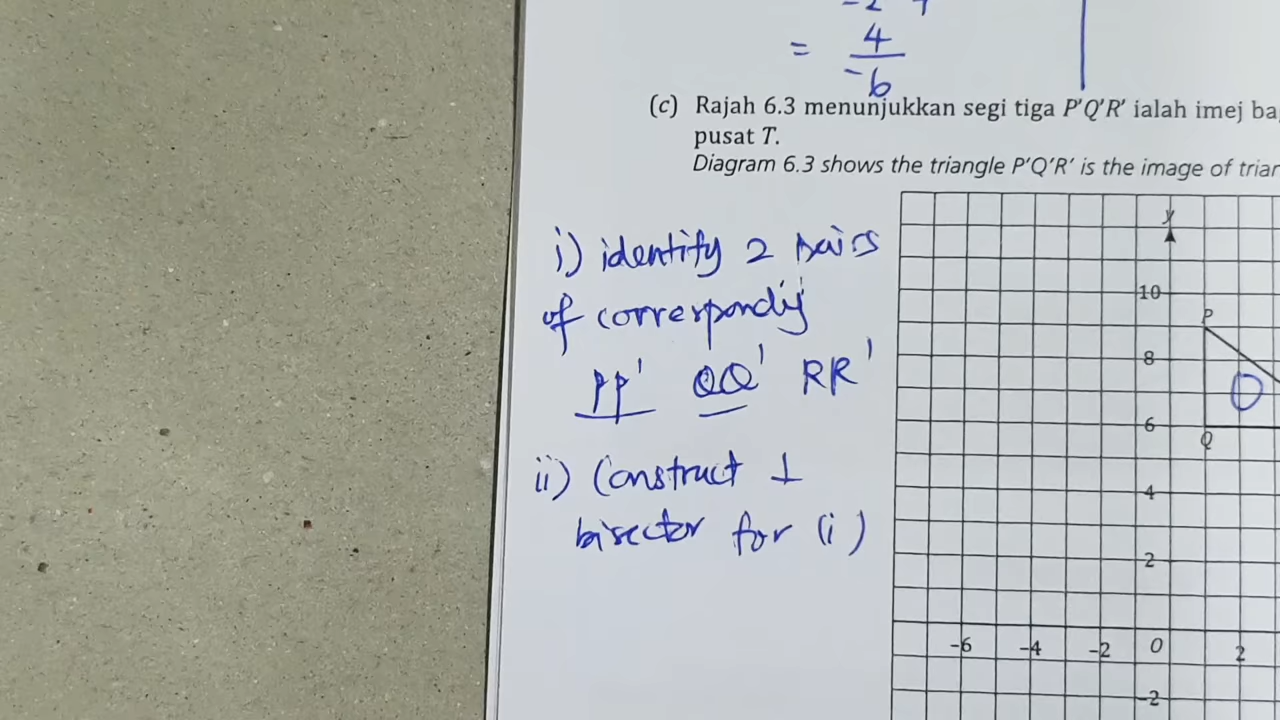 = 4
-6
(c) Rajah 6.3 menunjukkan segi tiga P'Q'R' ialah imej ba
pusat T.
Diagram 6.3 shows the triangle P'Q'R' is the image of trian
i) identify 2 pairs
of correspondig
PP' QQ' RR'
ii) Construct ⊥
bisector for (i)
y
10
P
8
6
Q
4
2
-6 -4 -2 0 2
-2